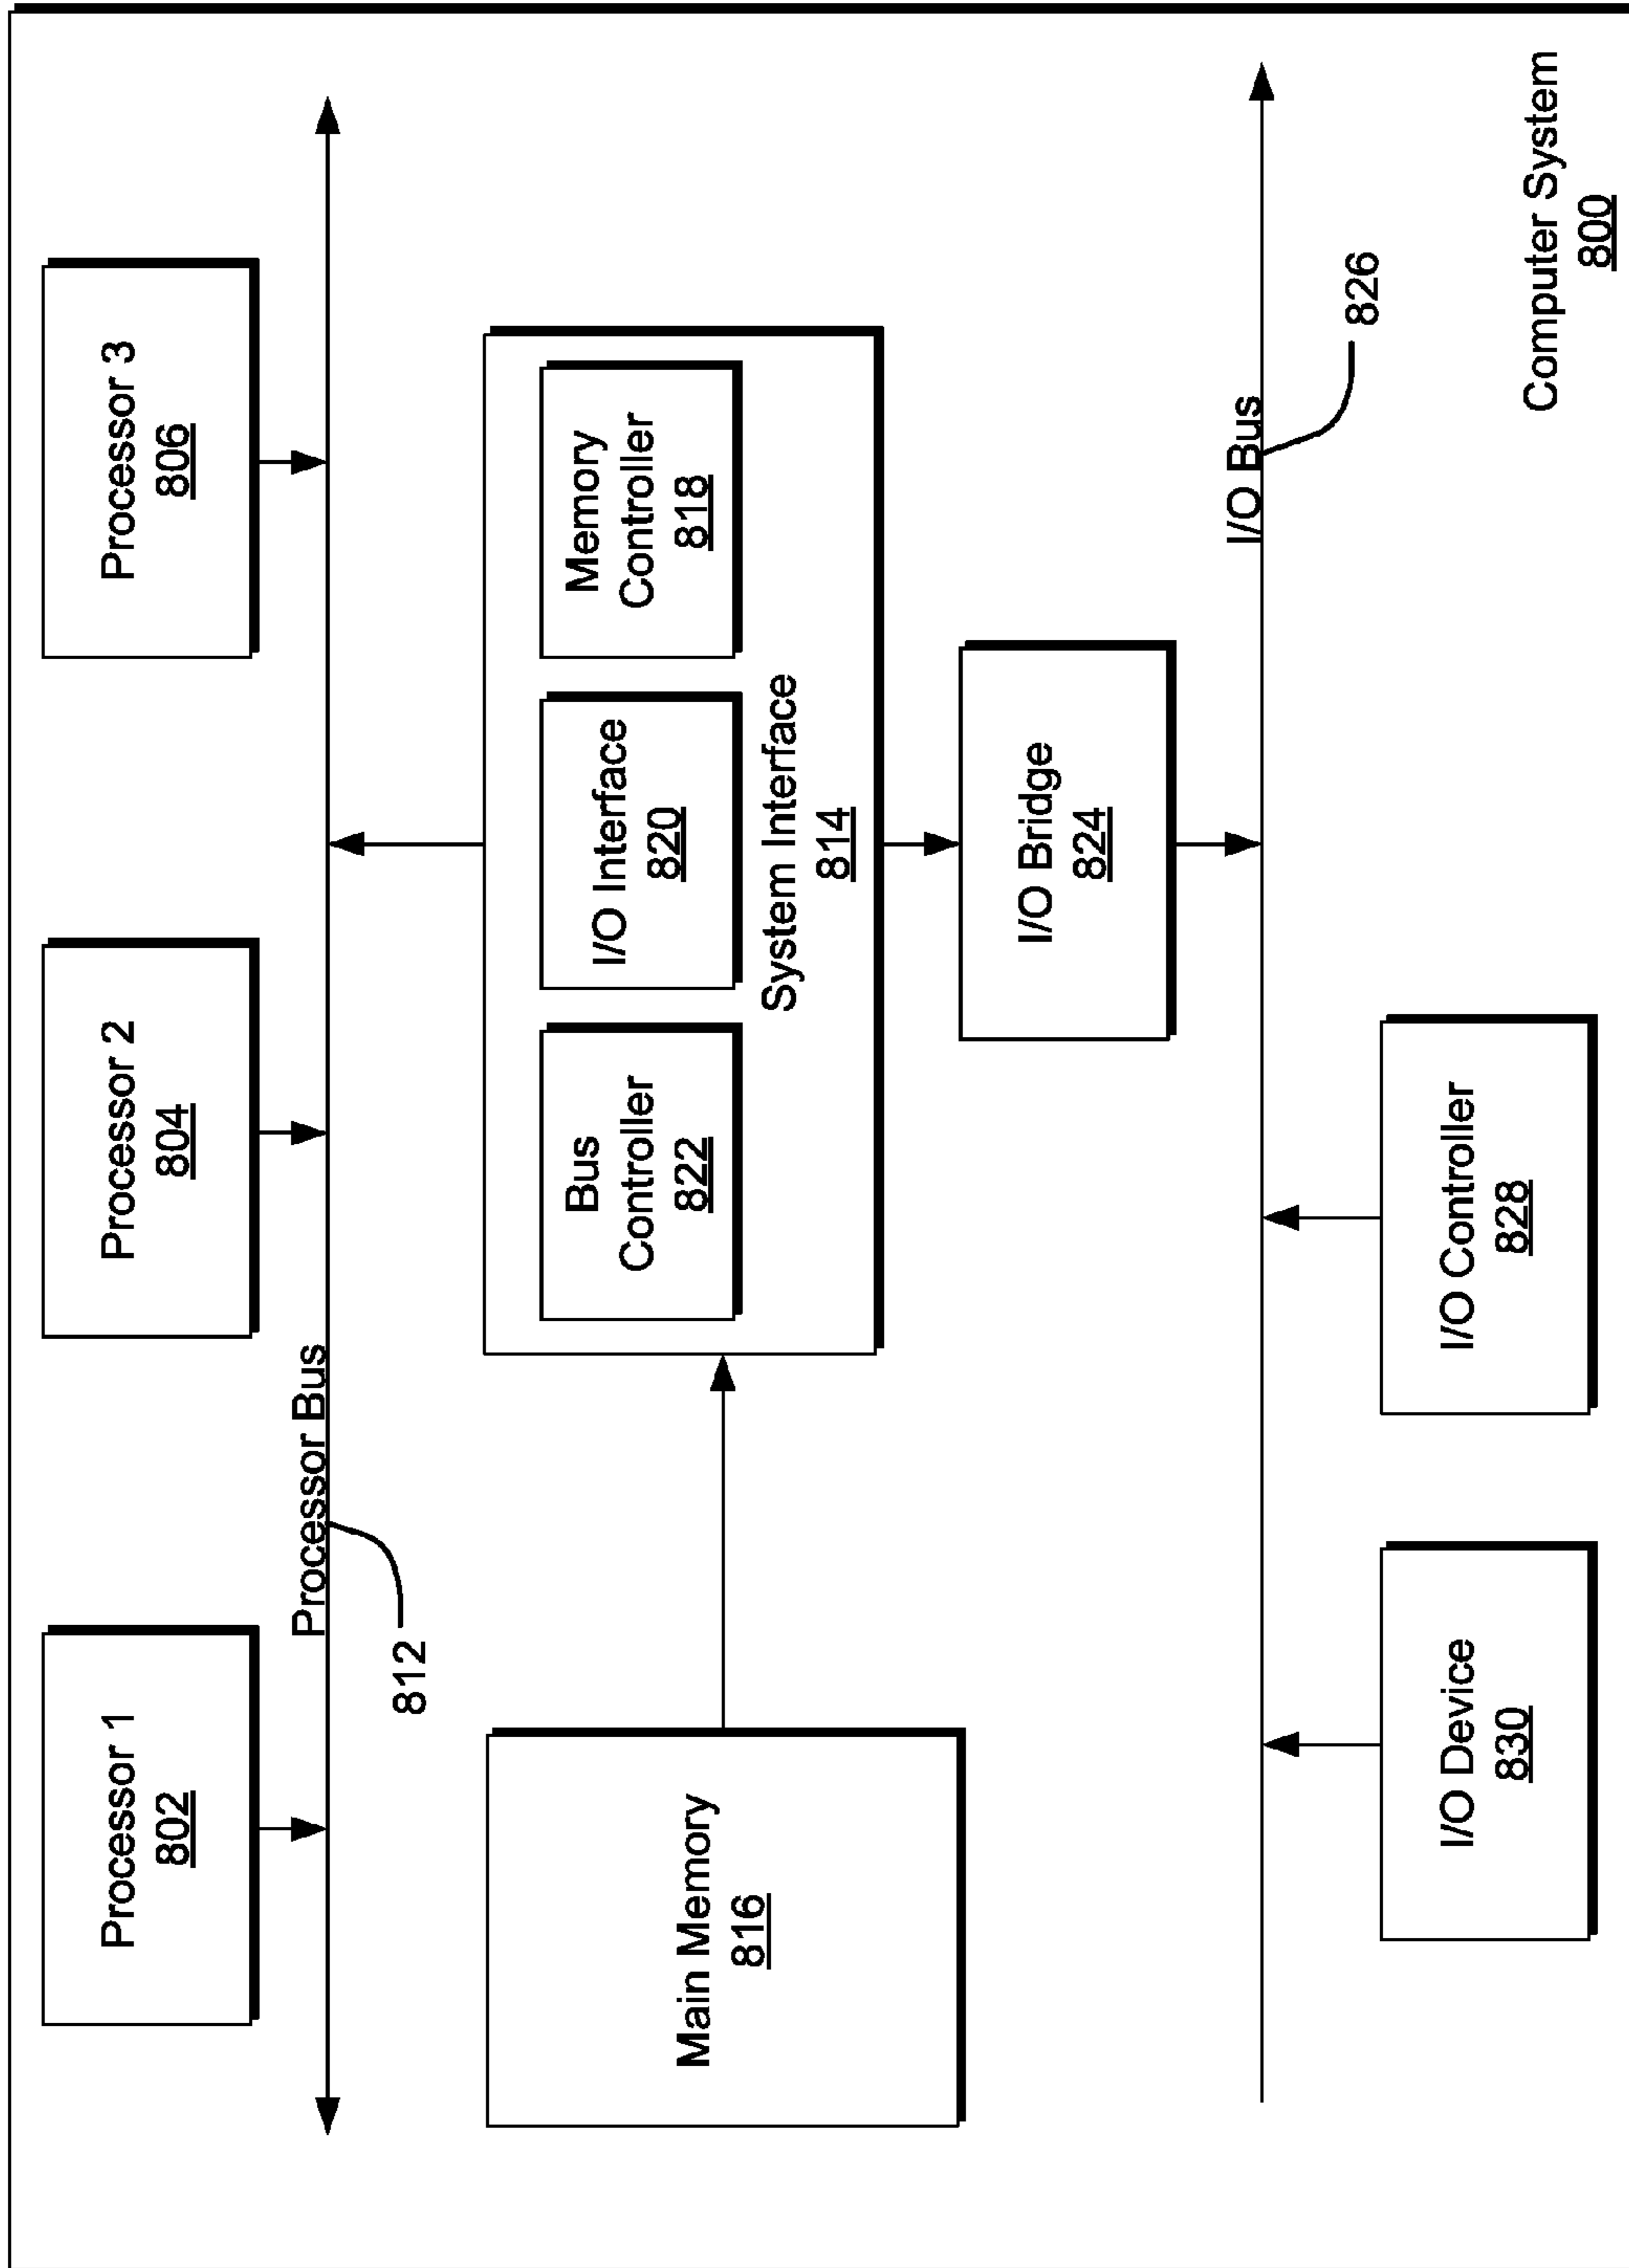 Processor 1
802
Processor 2
804
Processor 3
806
Processor Bus
812
Main Memory
816
Bus
Controller
822
I/O Interface
820
Memory
Controller
818
System Interface
814
I/O Bridge
824
I/O Bus
826
I/O Device
830
I/O Controller
828
Computer System
800